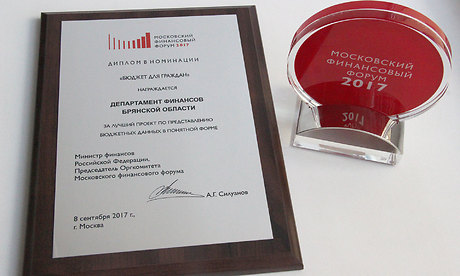 МОСКОВСКИЙ
ФИНАНСОВЫЙ
ФОРУМ 2017
ДИПЛОМ В НОМИНАЦИИ
«БЮДЖЕТ ДЛЯ ГРАЖДАН»
НАГРАЖДАЕТСЯ
ДЕПАРТАМЕНТ ФИНАНСОВ
БРЯНСКОЙ ОБЛАСТИ
ЗА ЛУЧШИЙ ПРОЕКТ ПО ПРЕДСТАВЛЕНИЮ
БЮДЖЕТНЫХ ДАННЫХ В ПОНЯТНОЙ ФОРМЕ
Министр финансов
Российской Федерации,
Председатель Оргкомитета
Московского финансового форума
А.Г. Силуанов
8 сентября 2017 г.,
г. Москва
МОСКОВСКИЙ
ФИНАНСОВЫЙ
ФОРУМ
2017